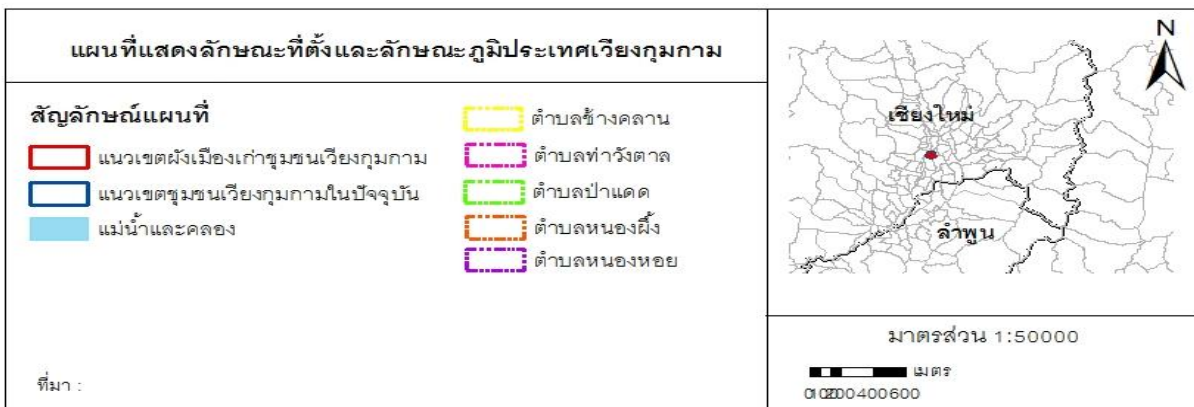 แผนที่แสดงลักษณะที่ตั้งและลักษณะภูมิประเทศเวียงกุมกาม
สัญลักษณ์แผนที่
แนวเขตผังเมืองเก่าชุมชนเวียงกุมกาม
แนวเขตชุมชนเวียงกุมกามในปัจจุบัน
แม่น้ำและคลอง
ตำบลช้างคลาน
ตำบลท่าวังตาล
ตำบลป่าแดด
ตำบลหนองผึ้ง
ตำบลหนองหอย
ที่มา :
N
เชียงใหม่
ลำพูน
มาตรส่วน 1:50000
เมตร
0100200400600